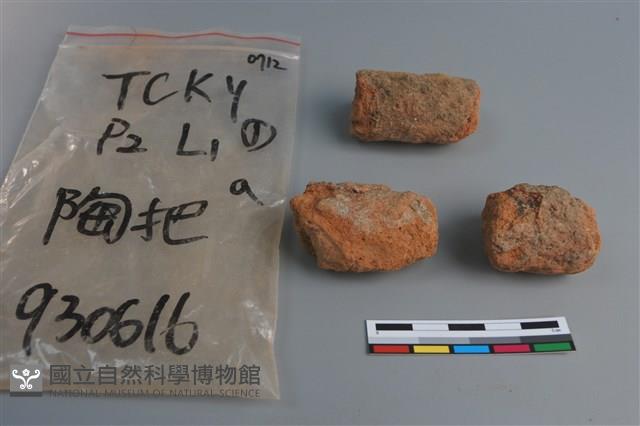 0712
TCKY
P2 L1 ①
a
陶把
930616
國立自然科學博物館
NATIONAL MUSEUM OF NATURAL SCIENCE